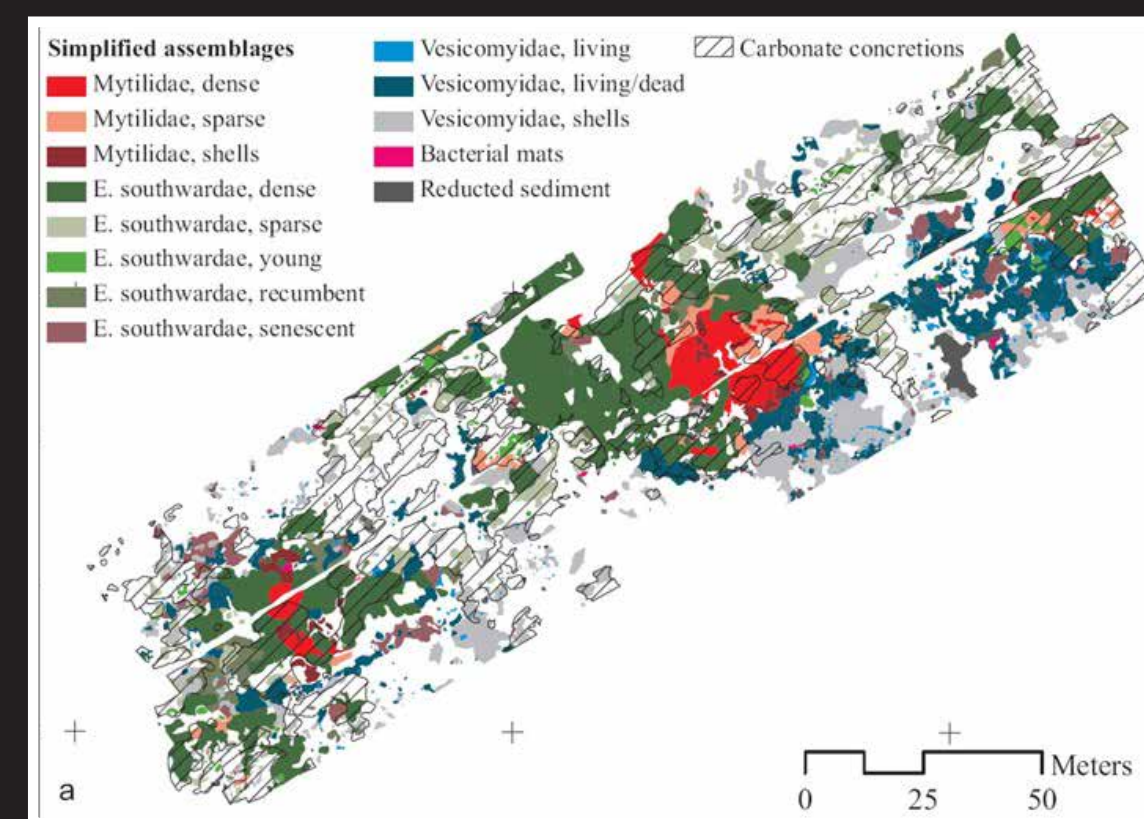 Simplified assemblages
Mytilidae, dense
Mytilidae, sparse
Mytilidae, shells
E. southwardae, dense
E. southwardae, sparse
E. southwardae, young
E. southwardae, recumbent
E. southwardae, senescent
Vesicomyidae, living
Vesicomyidae, living/dead
Vesicomyidae, shells
Bacterial mats
Reducted sediment
Carbonate concretions
a
Meters
0 25 50